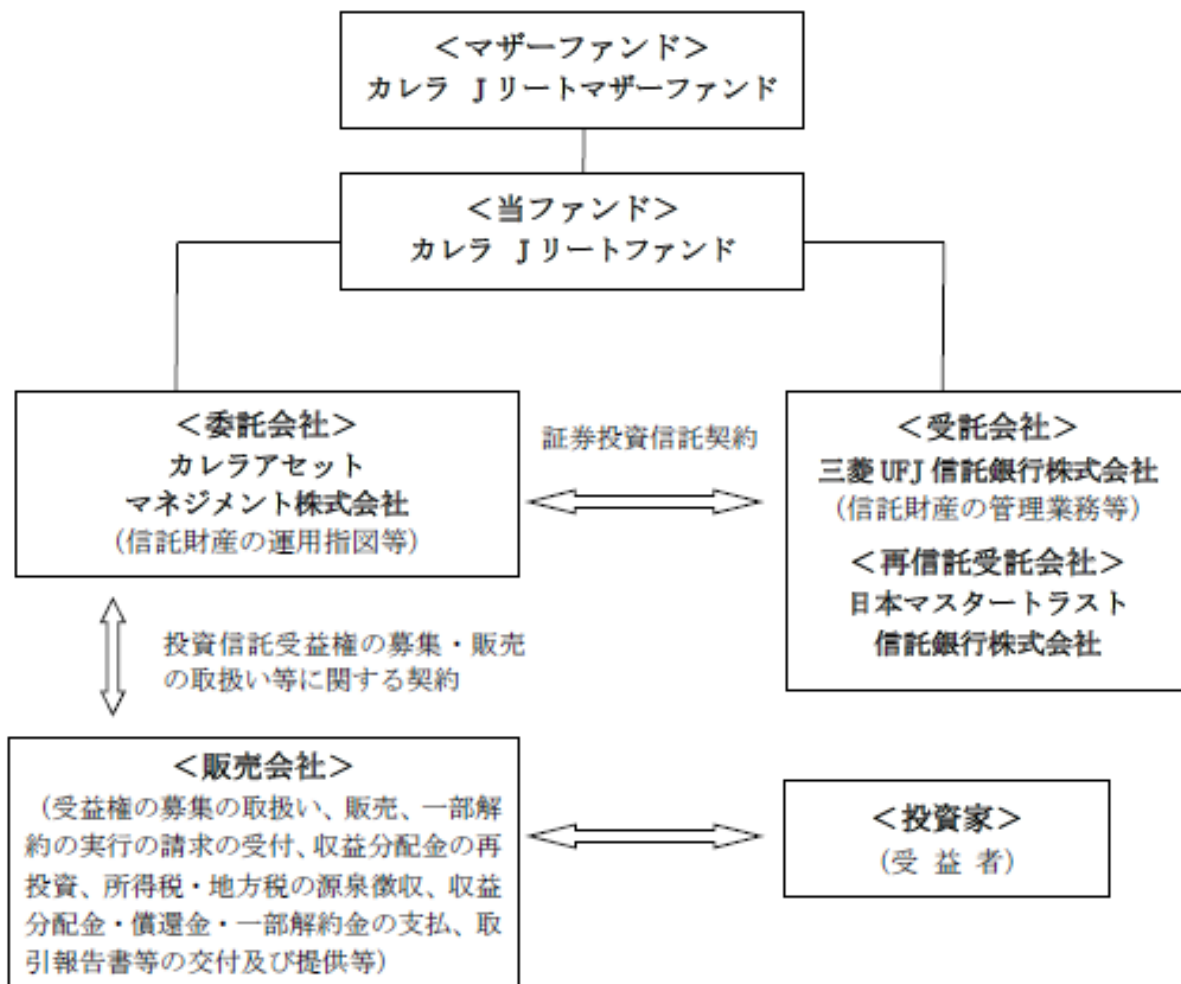 ＜マザーファンド＞
カレラ Ｊリートマザーファンド
＜当ファンド＞
カレラ Ｊリートファンド
＜委託会社＞
カレラアセット
マネジメント株式会社
（信託財産の運用指図等）
証券投資信託契約
＜受託会社＞
三菱 UFJ 信託銀行株式会社
（信託財産の管理業務等）
＜再信託受託会社＞
日本マスタートラスト
信託銀行株式会社
投資信託受益権の募集・販売
の取扱い等に関する契約
＜販売会社＞
（受益権の募集の取扱い、販売、一部解
約の実行の請求の受付、収益分配金の再
投資、所得税・地方税の源泉徴収、収益
分配金・償還金・一部解約金の支払、取
引報告書等の交付及び提供等）
＜投資家＞
（受 益 者）